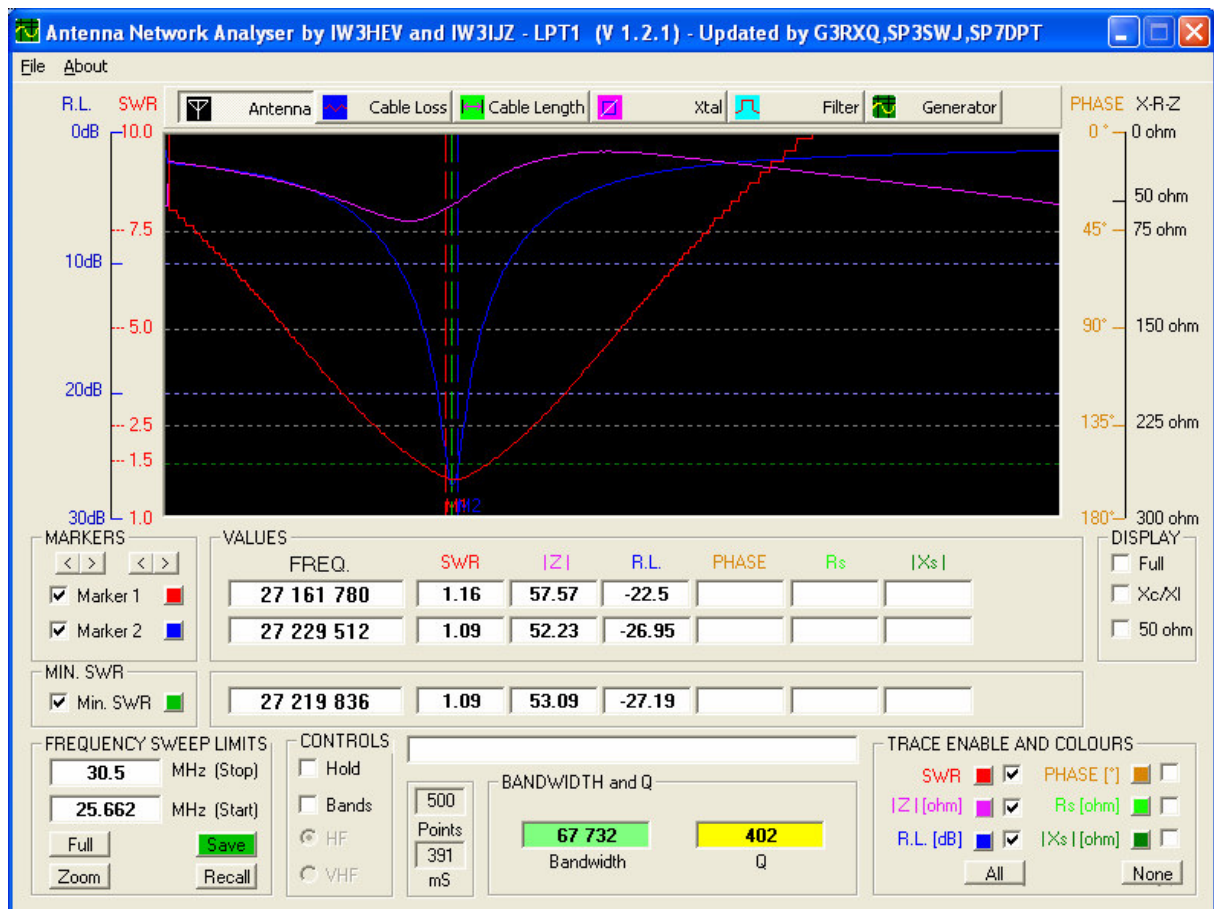 Antenna Network Analyser by IW3HEV and IW3IJZ - LPT1 (V 1.2.1) - Updated by G3RXQ,SP3SWJ,SP7DPT
File About
R.L. SWR Antenna Cable Loss Cable Length Xtal Filter Generator PHASE X-R-Z
0dB 10.0 0 ° 0 ohm
50 ohm
7.5 45° 75 ohm
10dB
5.0 90° 150 ohm
20dB
2.5 135° 225 ohm
1.5
30dB 1.0 180° 300 ohm
MARKERS VALUES DISPLAY
< > < > FREQ. SWR |Z| R.L. PHASE Rs |Xs| Full
Marker 1 27 161 780 1.16 57.57 -22.5 Xc/Xl
Marker 2 27 229 512 1.09 52.23 -26.95 50 ohm
MIN. SWR
Min. SWR 27 219 836 1.09 53.09 -27.19
FREQUENCY SWEEP LIMITS CONTROLS TRACE ENABLE AND COLOURS
30.5 MHz (Stop) Hold BANDWIDTH and Q SWR PHASE [°]
25.662 MHz (Start) Bands 500 Points |Z| [ohm] Rs [ohm]
Full Save HF 391 mS 67 732 402 R.L. [dB] |Xs| [ohm]
Zoom Recall VHF Bandwidth Q All None